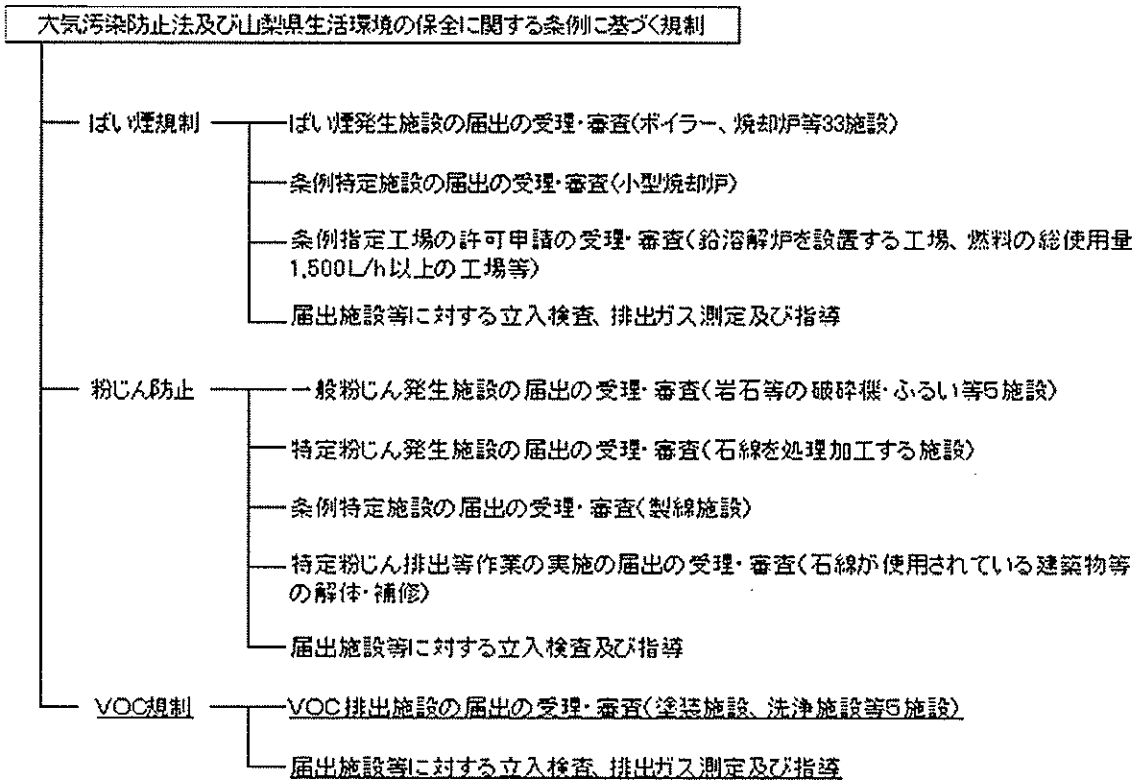 大気汚染防止法及び山梨県生活環境の保全に関する条例に基づく規制
ばい煙規制
ばい煙発生施設の届出の受理・審査(ボイラー、焼却炉等33施設)
条例特定施設の届出の受理・審査(小型焼却炉)
条例指定工場の許可申請の受理・審査(鉛溶解炉を設置する工場、燃料の総使用量
1,500L/h以上の工場等)
届出施設等に対する立入検査、排出ガス測定及び指導
粉じん防止
一般粉じん発生施設の届出の受理・審査(岩石等の破砕機・ふるい等5施設)
特定粉じん発生施設の届出の受理・審査(石綿を処理加工する施設)
条例特定施設の届出の受理・審査(製綿施設)
特定粉じん排出等作業の実施の届出の受理・審査(石綿が使用されている建築物等
の解体・補修)
届出施設等に対する立入検査及び指導
VOC規制
VOC排出施設の届出の受理・審査(塗装施設、洗浄施設等5施設)
届出施設等に対する立入検査、排出ガス測定及び指導